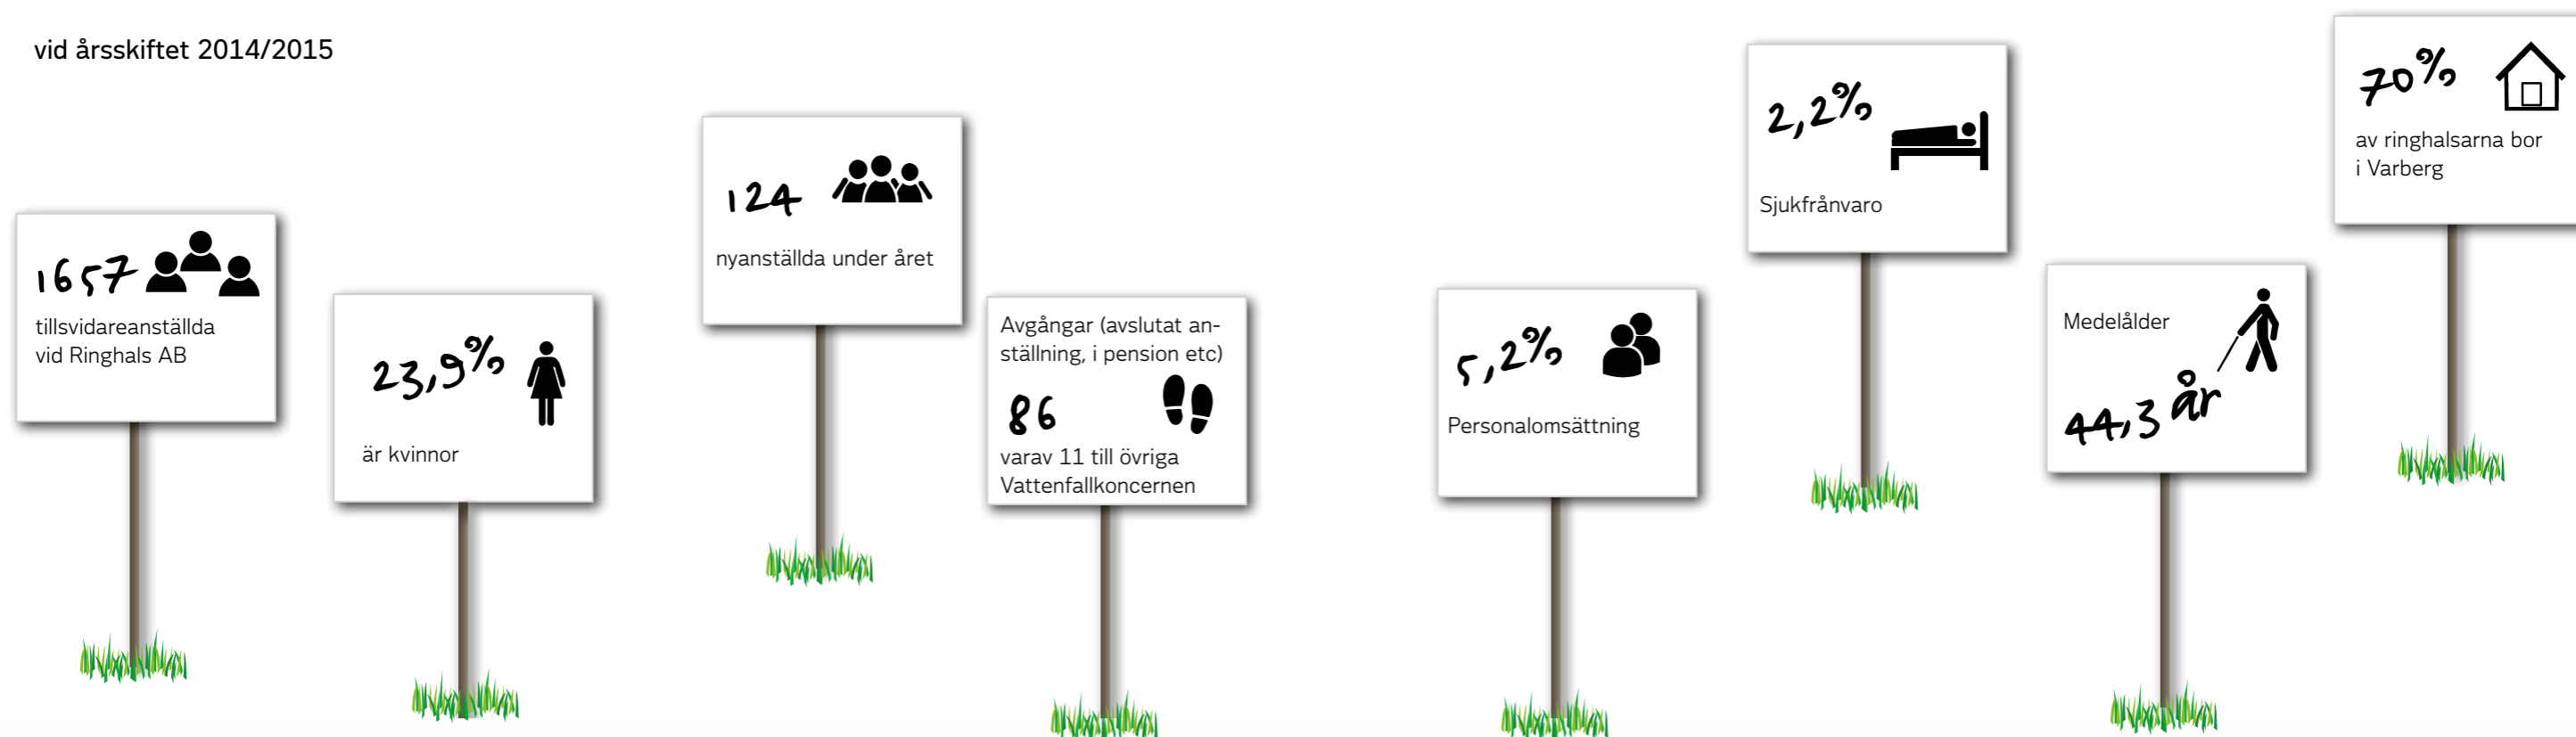 vid årsskiftet 2014/2015
1657
tillsvidareanställda
vid Ringhals AB
23,9%
är kvinnor
124
nyanställda under året
Avgångar (avslutat an-
ställning, i pension etc)
86
varav 11 till övriga
Vattenfallkoncernen
5,2%
Personalomsättning
2,2%
Sjukfrånvaro
Medelålder
44,3 år
70%
av ringhalsarna bor
i Varberg